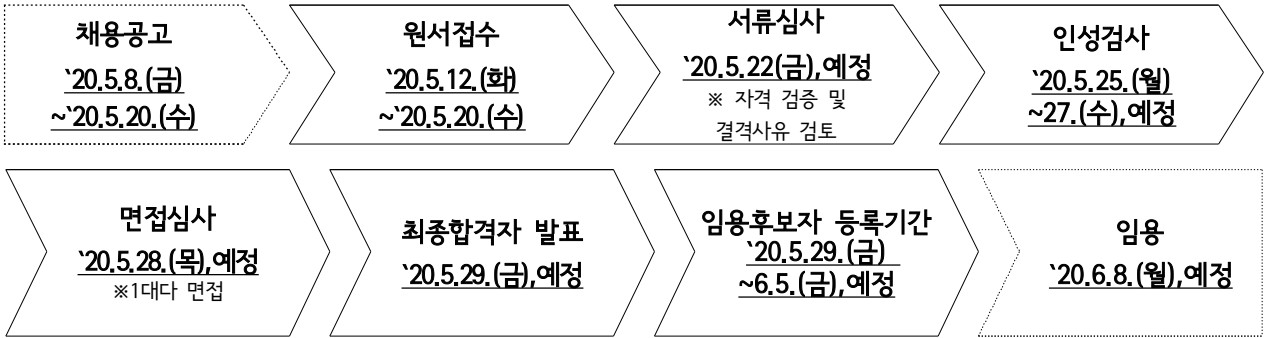 채용공고
`20.5.8.(금)
~`20.5.20.(수)
원서접수
`20.5.12.(화)
~`20.5.20.(수)
서류심사
`20.5.22(금),예정
※ 자격 검증 및
결격사유 검토
인성검사
`20.5.25.(월)
~27.(수),예정
면접심사
`20.5.28.(목),예정
※1대다 면접
최종합격자 발표
`20.5.29.(금),예정
임용후보자 등록기간
`20.5.29.(금)
~6.5.(금),예정
임용
`20.6.8.(월),예정